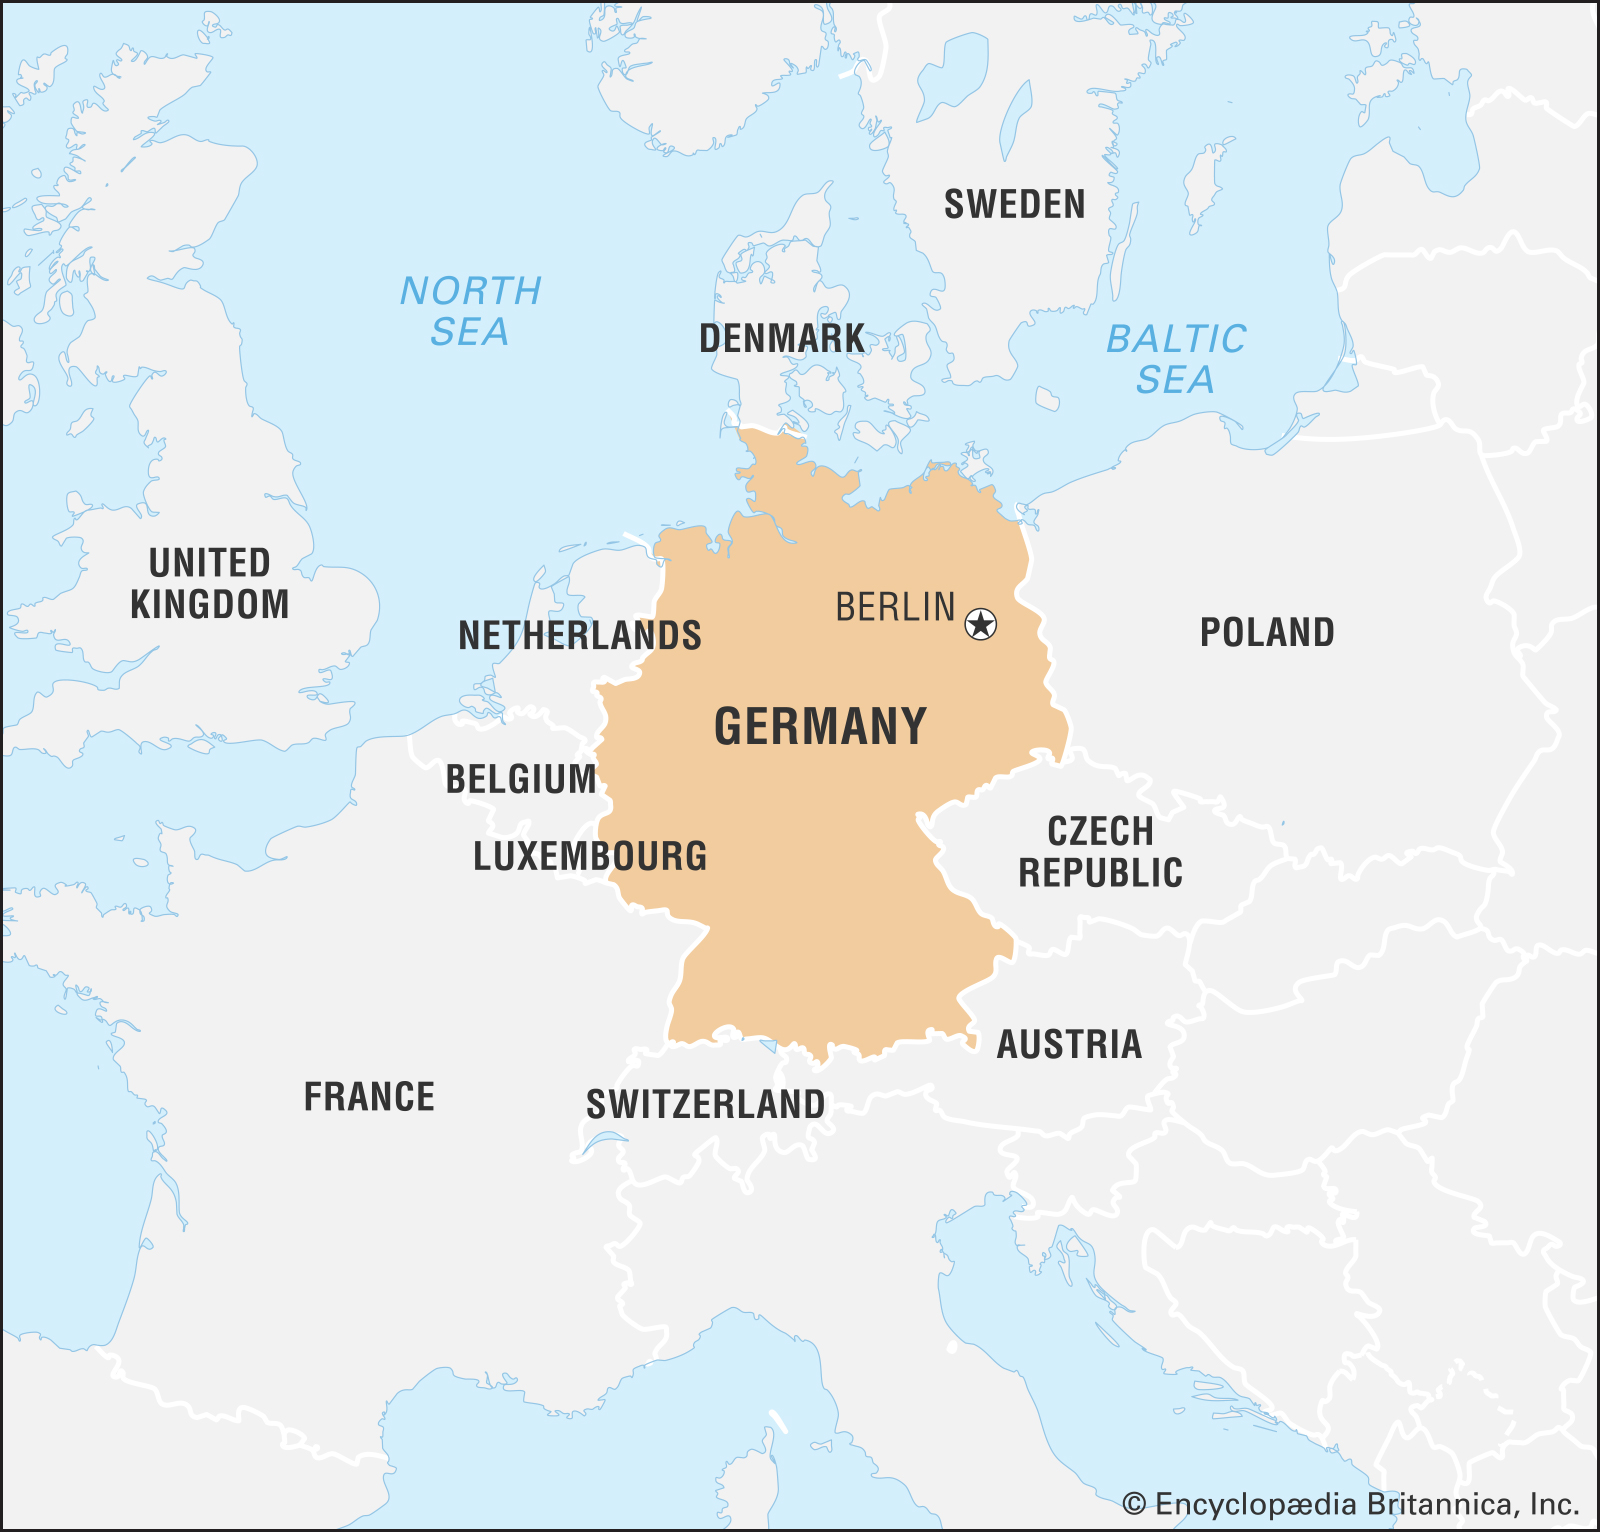 SWEDEN
NORTH
SEA
DENMARK
BALTIC
SEA
UNITED
KINGDOM
NETHERLANDS
BERLIN
POLAND
GERMANY
BELGIUM
CZECH
REPUBLIC
LUXEMBOURG
AUSTRIA
FRANCE
SWITZERLAND
© Encyclopædia Britannica, Inc.